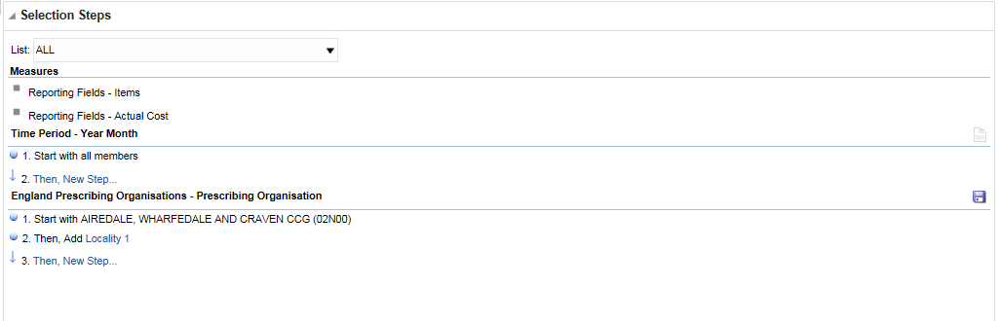 Selection Steps
List: ALL
Measures
Reporting Fields - Items
Reporting Fields - Actual Cost
Time Period - Year Month
1. Start with all members
2. Then, New Step...
England Prescribing Organisations - Prescribing Organisation
1. Start with AIREDALE, WHARFEDALE AND CRAVEN CCG (02N00)
2. Then, Add Locality 1
3. Then, New Step...